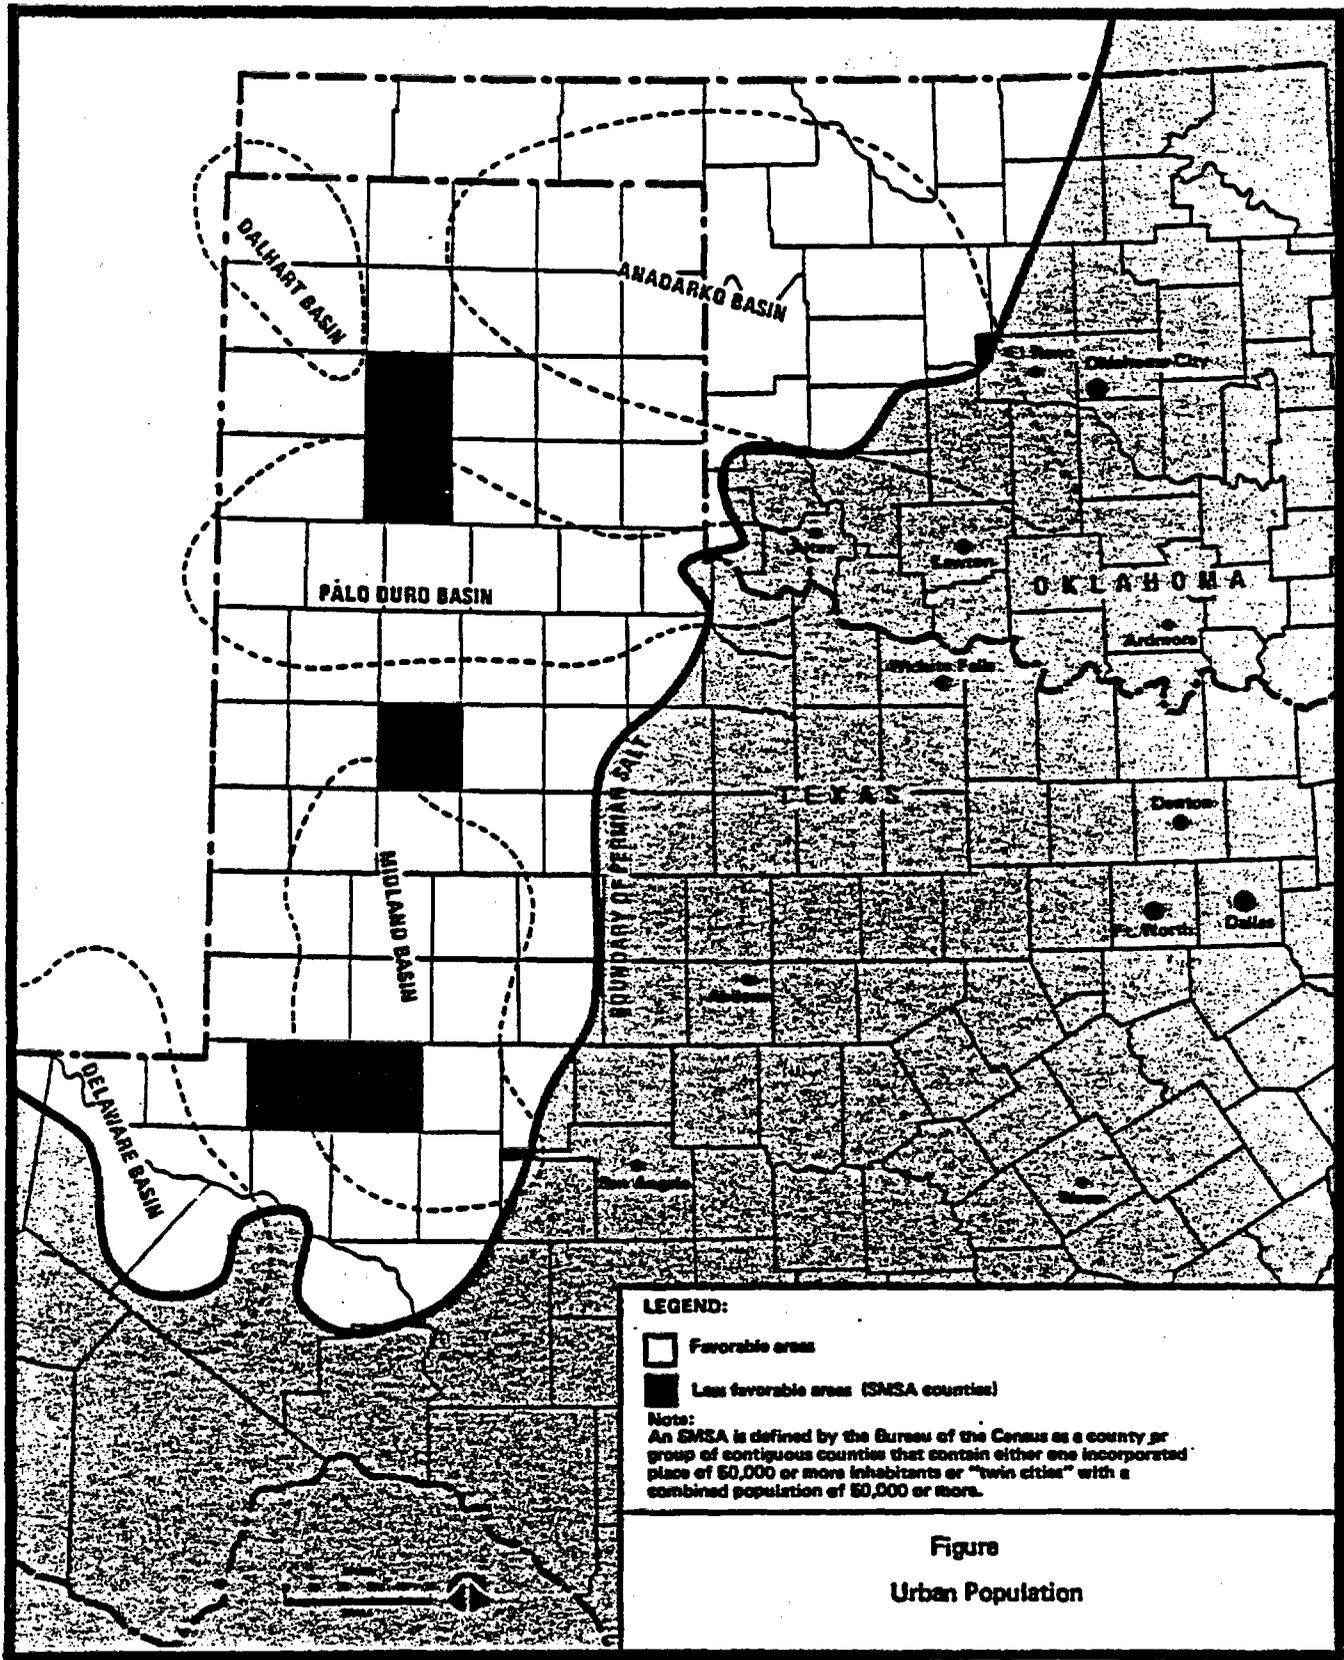 DALHART BASIN
ANADARKO BASIN
El Reno
Oklahoma City
PALO DURO BASIN
Lawton
OKLAHOMA
Ardmore
Wichita Falls
TEXAS
Denton
BOUNDARY OF PERMIAN SALT
MIDLAND BASIN
Ft. Worth
Dallas
Abilene
DELAWARE BASIN
San Angelo
LEGEND:
Favorable areas
Less favorable areas (SMSA counties)
Note:
An SMSA is defined by the Bureau of the Census as a county or
group of contiguous counties that contain either one incorporated
place of 50,000 or more inhabitants or "twin cities" with a
combined population of 50,000 or more.
Figure
Urban Population